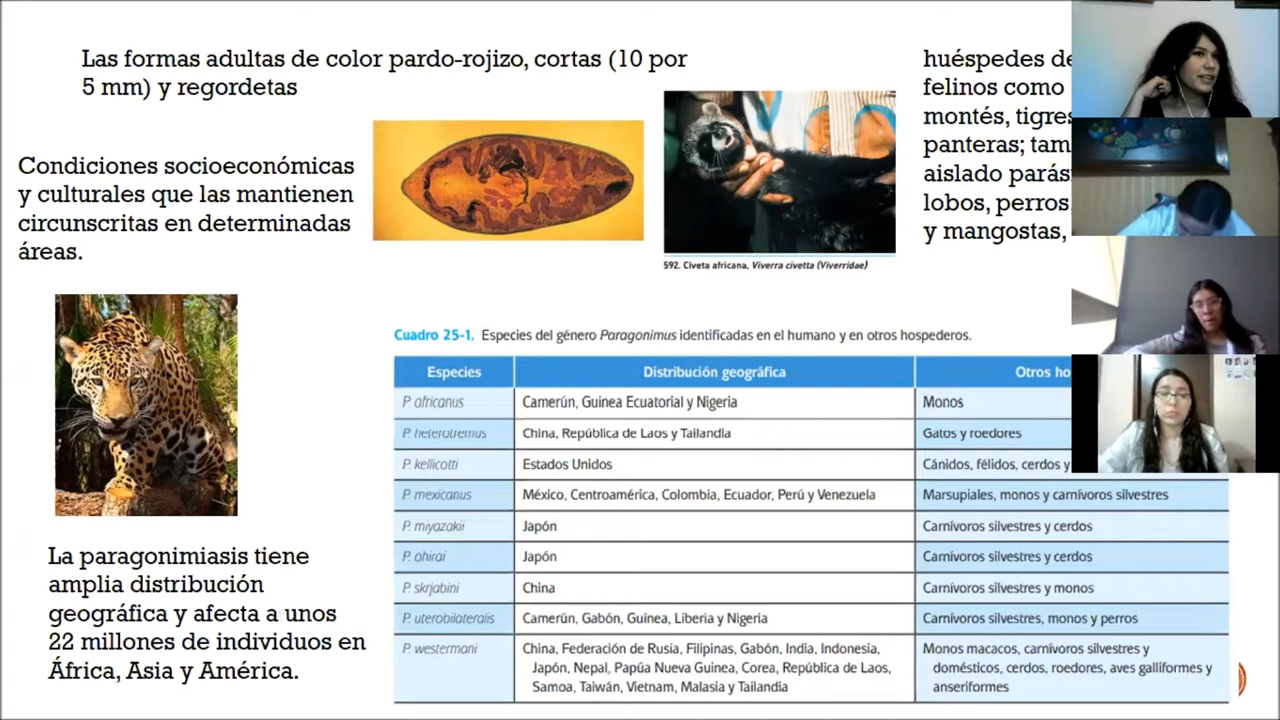 Las formas adultas de color pardo-rojizo, cortas (10 por
5 mm) y regordetas
huéspedes
felinos como
montés, tigres
panteras;
aislado
lobos, perros,
y mangostas,
Condiciones socioeconómicas
y culturales que las mantienen
circunscritas en determinadas
áreas.
592. Civeta africana, Viverra civetta (Viverridae)
Cuadro 25-1. Especies del género Paragonimus identificadas en el humano y en otros hospederos.
Especies Distribución geográfica Otros
P. africanus Camerún, Guinea Ecuatorial y Nigeria Monos
P. heterotremus China, República de Laos y Tailandia Gatos y roedores
P. kellicotti Estados Unidos Cánidos, félidos, cerdos y
P. mexicanus México, Centroamérica, Colombia, Ecuador, Perú y Venezuela Marsupiales, monos y carnívoros silvestres
P. miyazakii Japón Carnívoros silvestres y cerdos
P. ohirai Japón Carnívoros silvestres y cerdos
P. skrjabini China Carnívoros silvestres y monos
P. uterobilateralis Camerún, Gabón, Guinea, Liberia y Nigeria Carnívoros silvestres, monos y perros
P. westermani China, Federación de Rusia, Filipinas, Gabón, India, Indonesia, Monos macacos, carnívoros silvestres y
Japón, Nepal, Papúa Nueva Guinea, Corea, República de Laos, domésticos, cerdos, roedores, aves galliformes y
Samoa, Taiwán, Vietnam, Malasia y Tailandia anseriformes
La paragonimiasis tiene
amplia distribución
geográfica y afecta a unos
22 millones de individuos en
África, Asia y América.